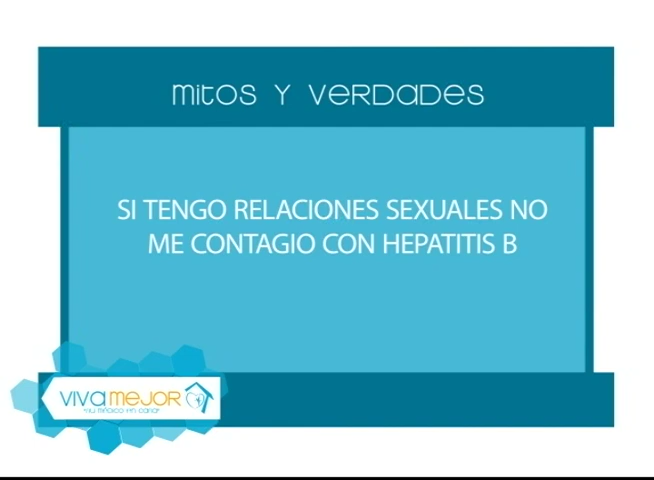 mitos y verdades
SI TENGO RELACIONES SEXUALES NO
ME CONTAGIO CON HEPATITIS B
VIVA MEJOR